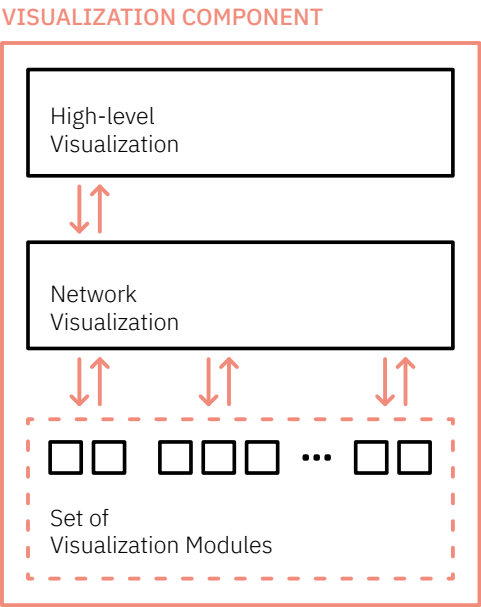 VISUALIZATION COMPONENT
High-level
Visualization
Network
Visualization
...
Set of
Visualization Modules